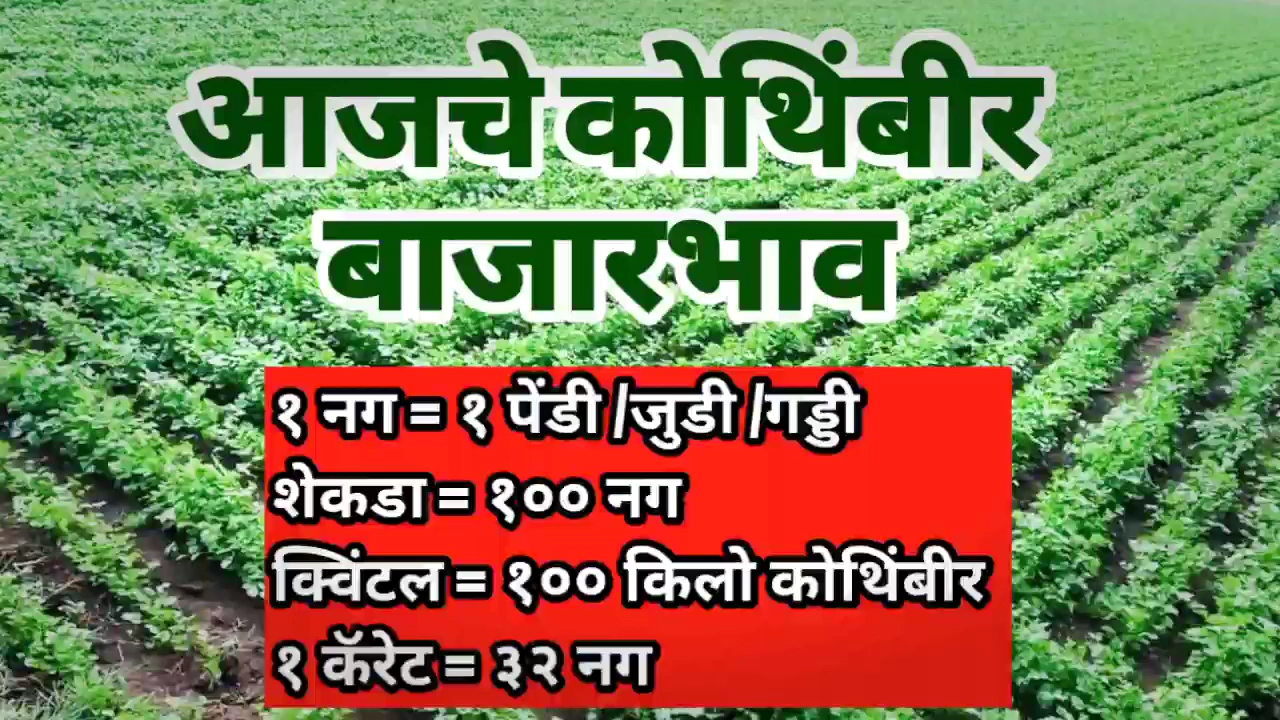 आजचे कोथिंबीर
बाजारभाव
१ नग = १ पेंडी /जुडी /गड्डी
शेकडा = १०० नग
क्विंटल = १०० किलो कोथिंबीर
१ कॅरेट = ३२ नग